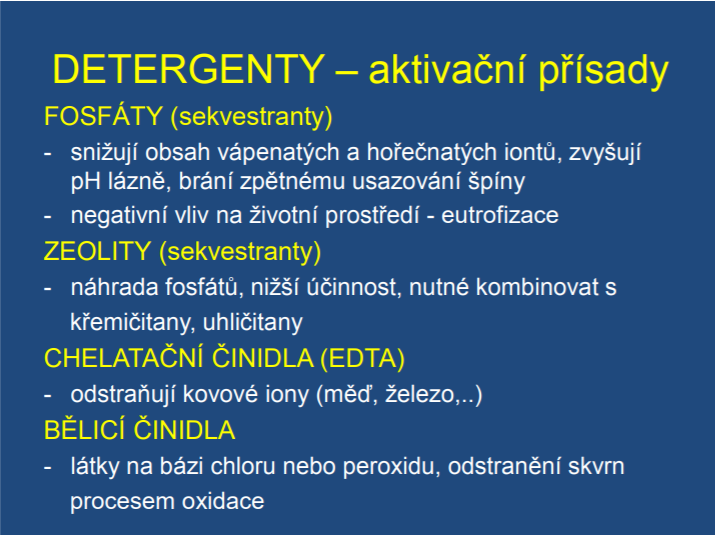 DETERGENTY – aktivační přísady
FOSFÁTY (sekvestranty)
- snižují obsah vápenatých a hořečnatých iontů, zvyšují
pH lázně, brání zpětnému usazování špíny
- negativní vliv na životní prostředí - eutrofizace
ZEOLITY (sekvestranty)
- náhrada fosfátů, nižší účinnost, nutné kombinovat s
křemičitany, uhličitany
CHELATAČNÍ ČINIDLA (EDTA)
- odstraňují kovové iony (měď, železo,..)
BĚLICÍ ČINIDLA
- látky na bázi chloru nebo peroxidu, odstranění skvrn
procesem oxidace